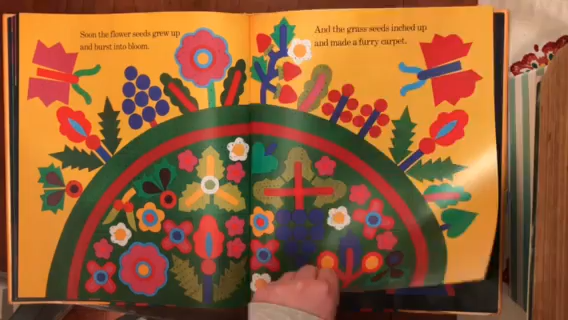 Soon the flower seeds grew up
and burst into bloom.
And the grass seeds inched up
and made a furry carpet.